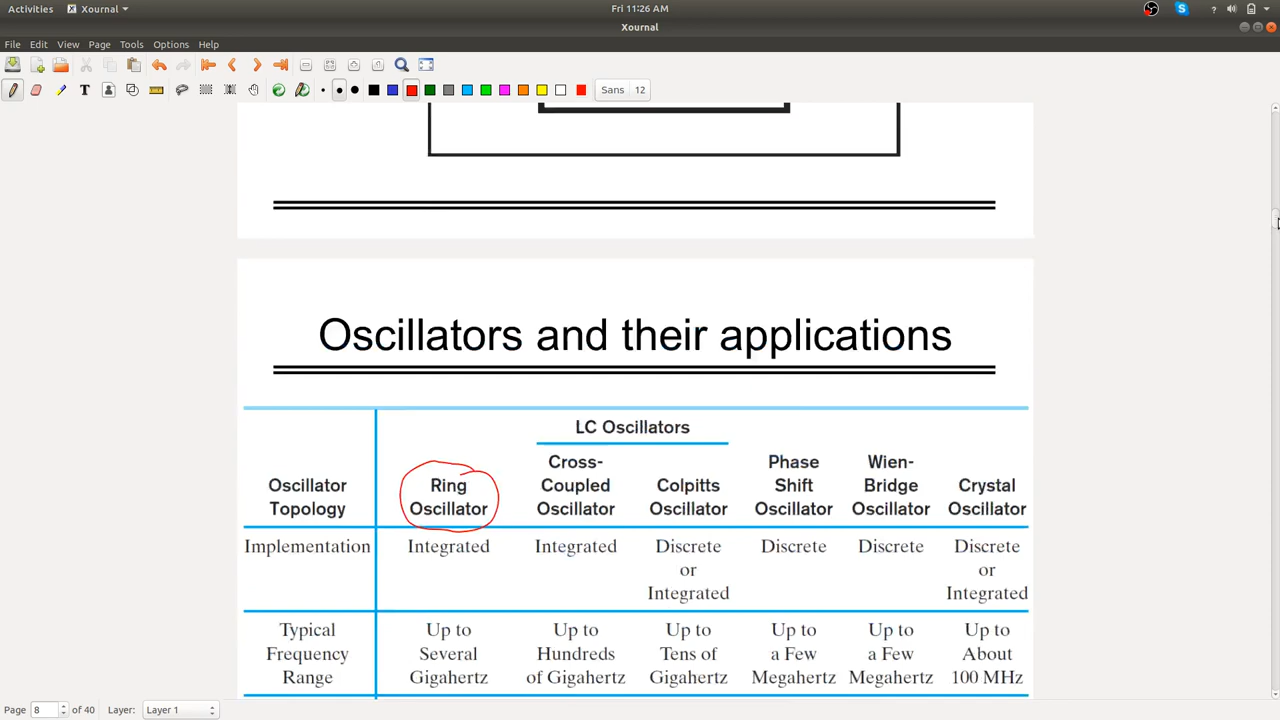 Activities Xournal Fri 11:26 AM ?
Xournal
File Edit View Page Tools Options Help
T Sans 12
Oscillators and their applications
LC Oscillators
Oscillator Topology Ring Oscillator Cross-Coupled Oscillator Colpitts Oscillator Phase Shift Oscillator Wien-Bridge Oscillator Crystal Oscillator
Implementation Integrated Integrated Discrete or Integrated Discrete Discrete Discrete or Integrated
Typical Frequency Range Up to Several Gigahertz Up to Hundreds of Gigahertz Up to Tens of Gigahertz Up to a Few Megahertz Up to a Few Megahertz Up to About 100 MHz
Page 8 of 40 Layer: Layer 1